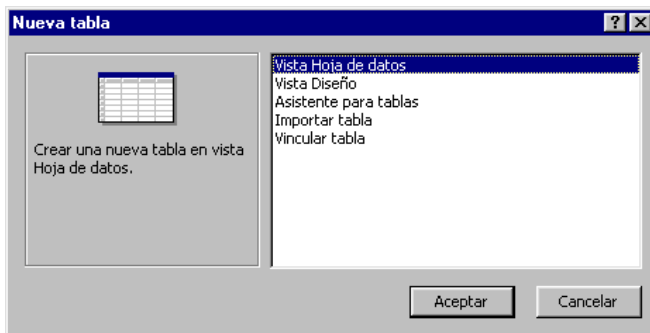 Nueva tabla
Crear una nueva tabla en vista
Hoja de datos.
Vista Hoja de datos
Vista Diseño
Asistente para tablas
Importar tabla
Vincular tabla
Aceptar
Cancelar